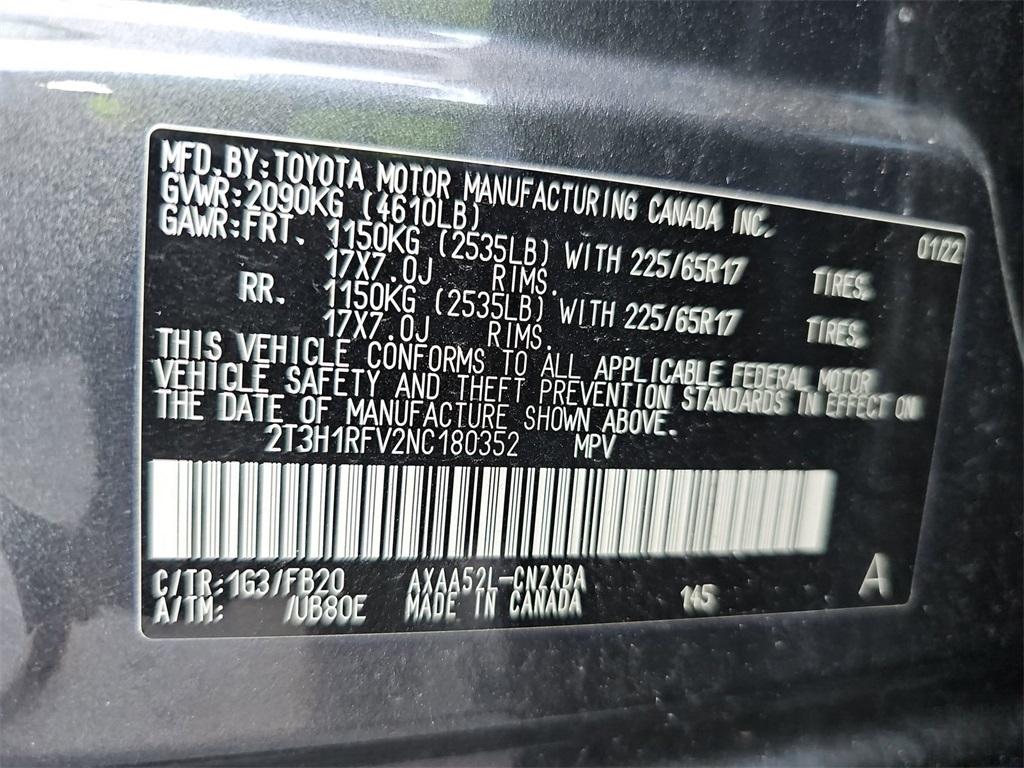 MFD.BY:TOYOTA MOTOR MANUFACTURING CANADA INC.
GVWR:2090KG (4610LB) 01/22
GAWR:FRT. 1150KG (2535LB) WITH 225/65R17 TIRES.
17X7.0J RIMS.
RR. 1150KG (2535LB) WITH 225/65R17 TIRES.
17X7.0J RIMS.
THIS VEHICLE CONFORMS TO ALL APPLICABLE FEDERAL MOTOR
VEHICLE SAFETY AND THEFT PREVENTION STANDARDS IN EFFECT ON
THE DATE OF MANUFACTURE SHOWN ABOVE.
2T3H1RFV2NC180352 MPV
C/TR:1G3/FB20 AXAA52L-CNZXBA A
A/TM: /UB80E MADE IN CANADA 145